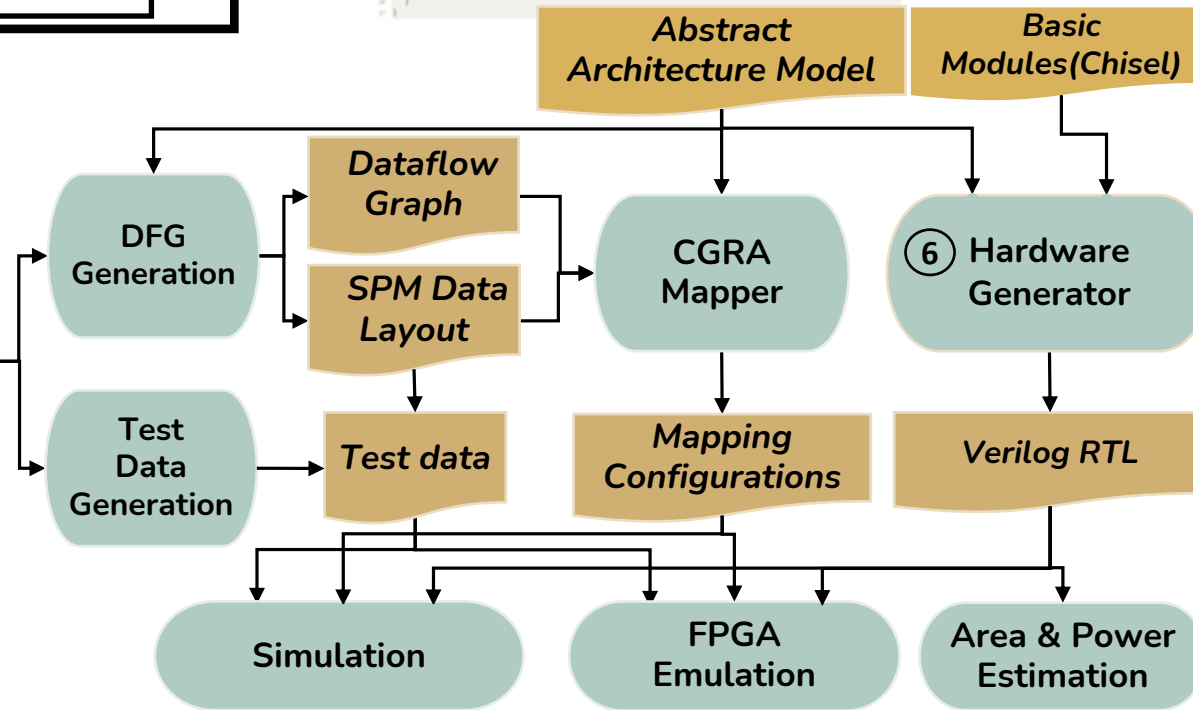 Abstract
Architecture Model
Basic
Modules(Chisel)
Dataflow
Graph
DFG
Generation
SPM Data
Layout
CGRA
Mapper
6 Hardware
Generator
Test
Data
Generation
Test data
Mapping
Configurations
Verilog RTL
Simulation
FPGA
Emulation
Area & Power
Estimation